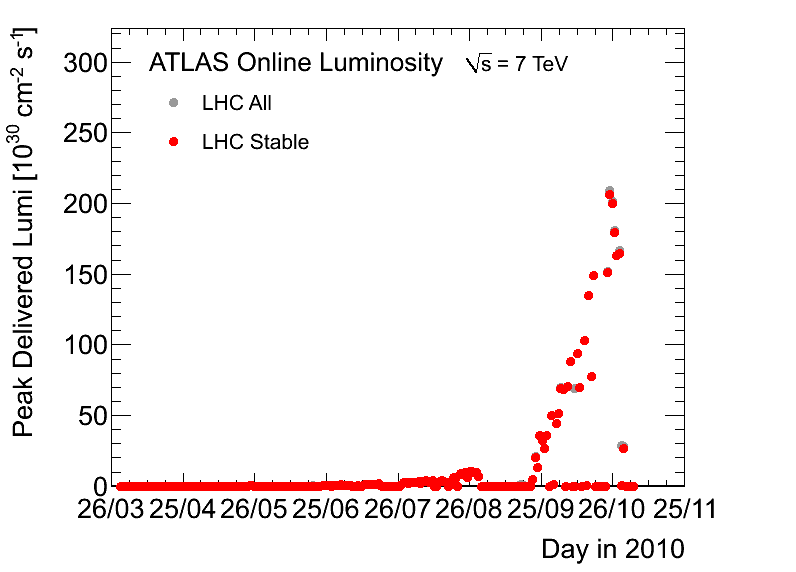 ATLAS Online Luminosity √s = 7 TeV
LHC All
LHC Stable
Peak Delivered Lumi [10³⁰ cm⁻² s⁻¹]
300
250
200
150
100
50
0
26/03 25/04 26/05 25/06 26/07 26/08 25/09 26/10 25/11
Day in 2010